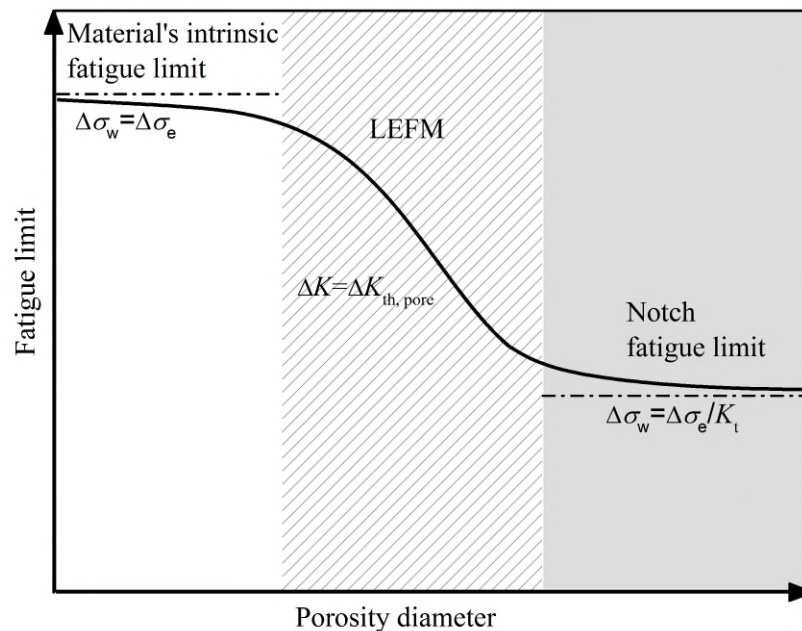 Material's intrinsic
fatigue limit
Δσw=Δσe
LEFM
ΔK=ΔKth, pore
Notch
fatigue limit
Δσw=Δσe/Kt
Fatigue limit
Porosity diameter